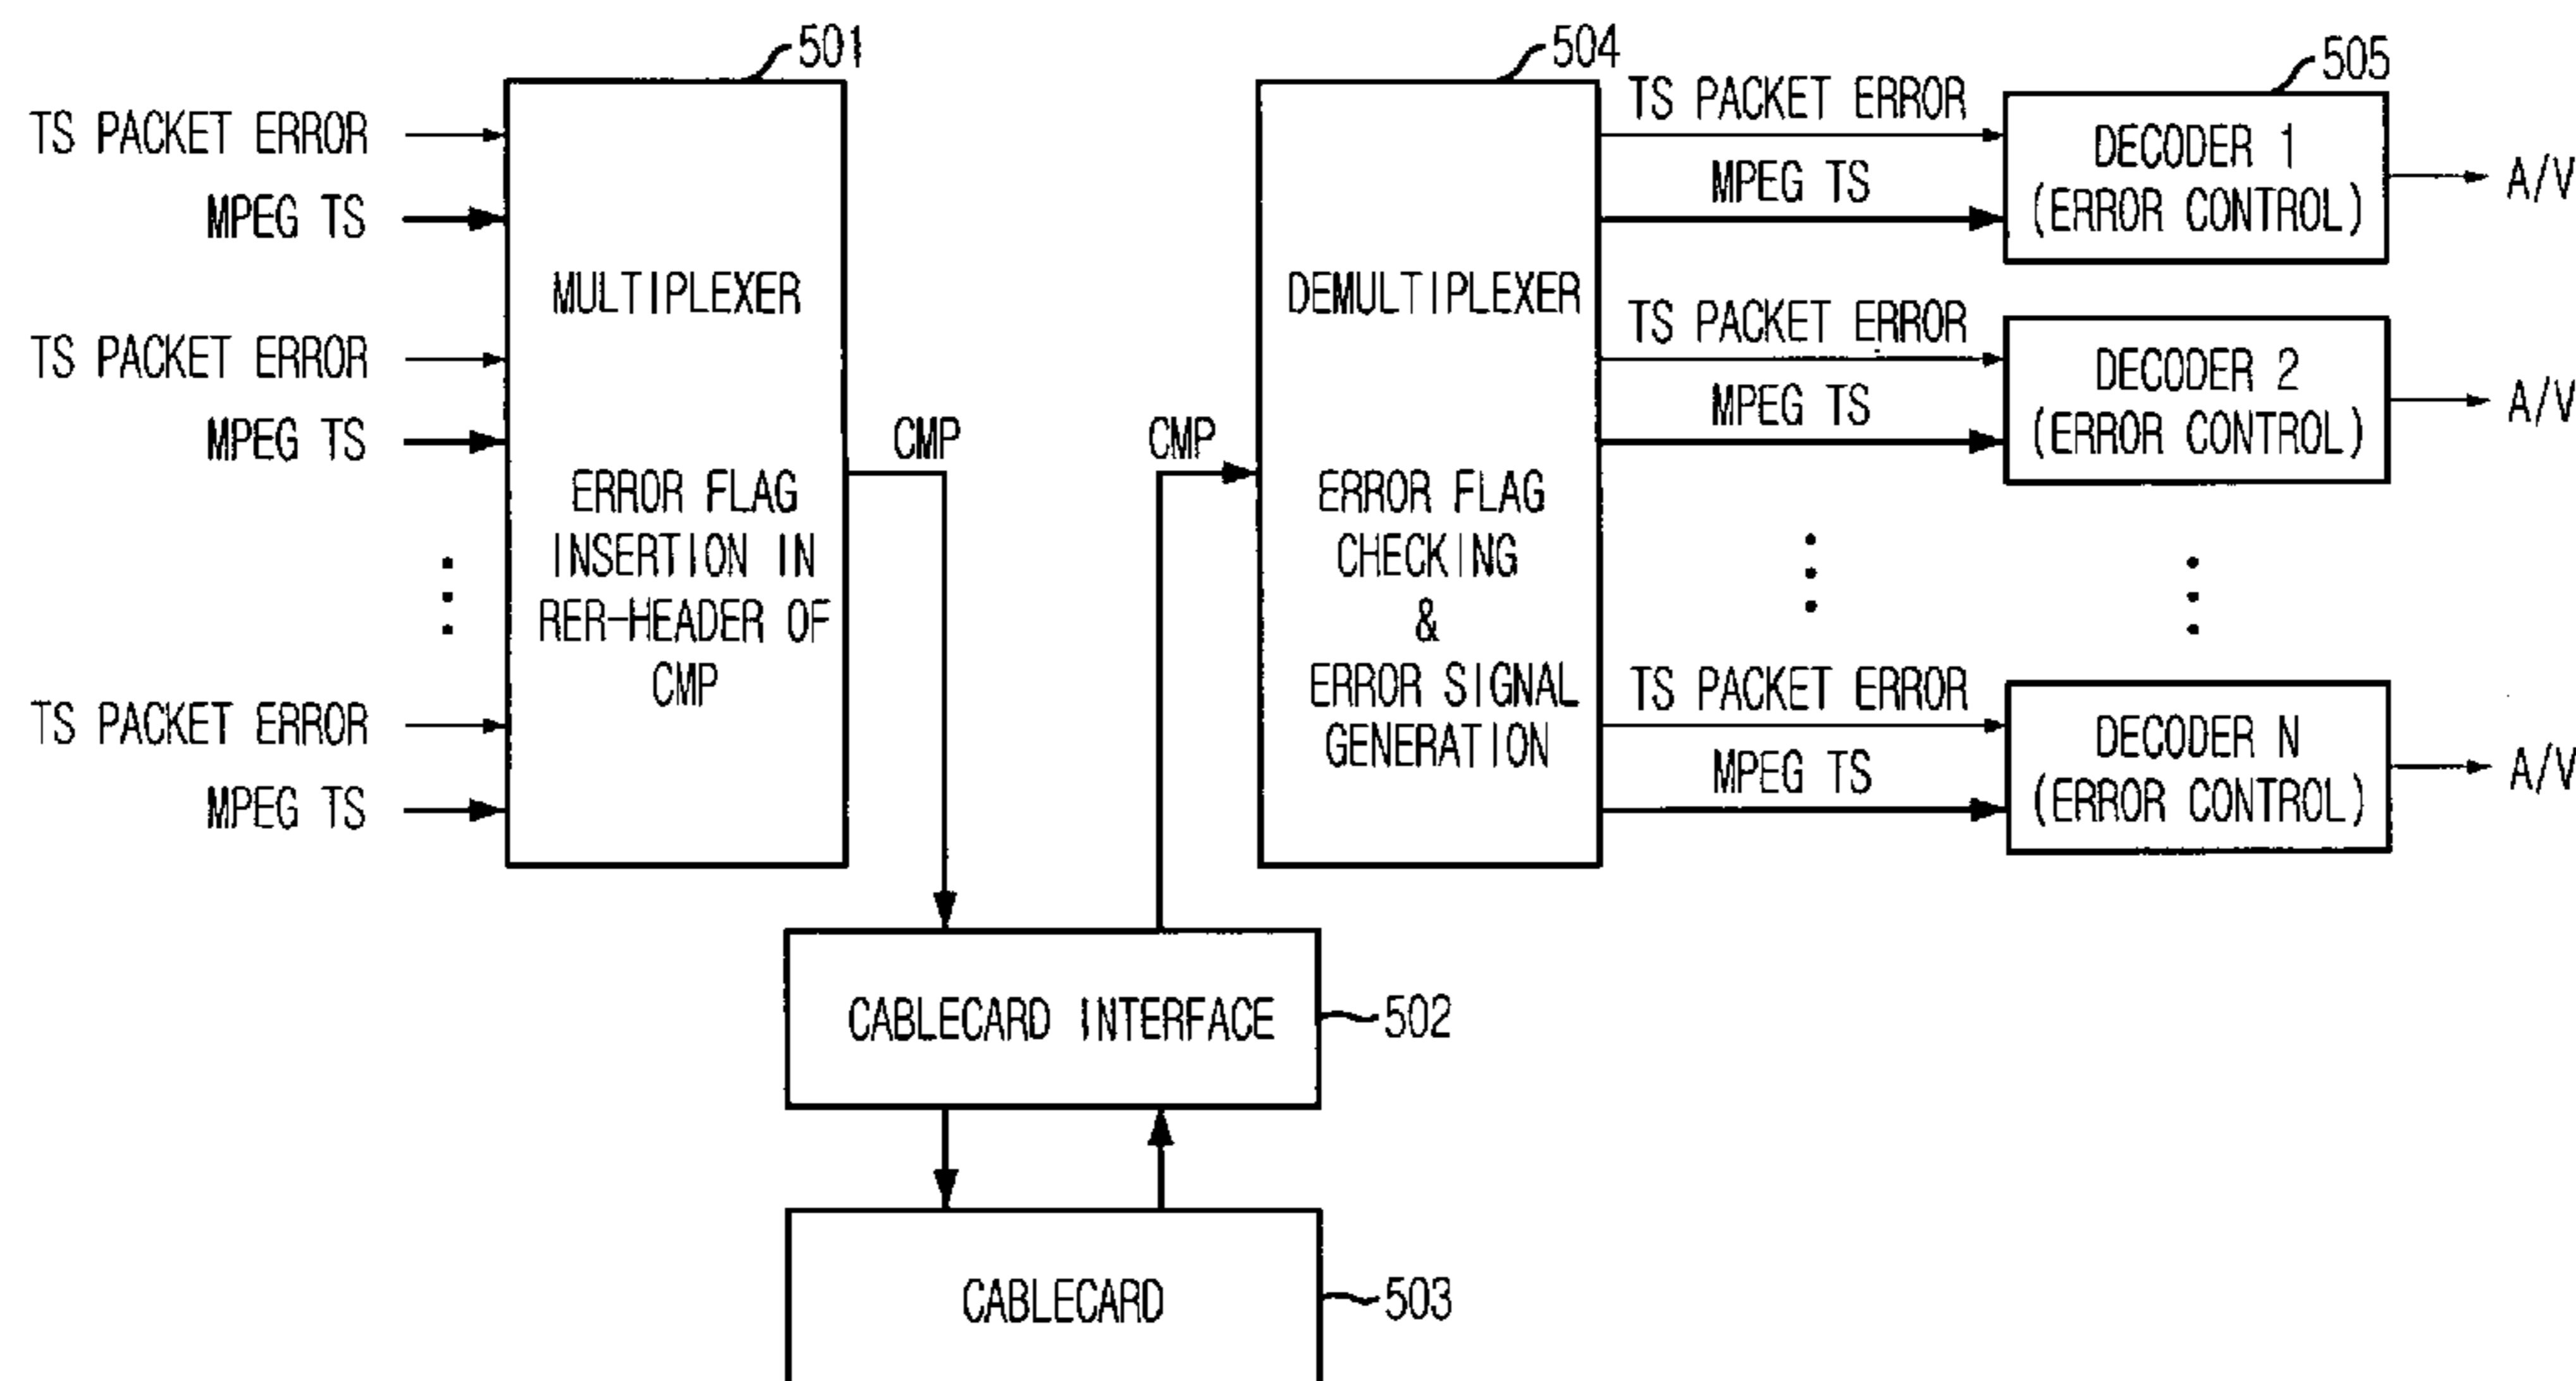 501
TS PACKET ERROR
MPEG TS
TS PACKET ERROR
MPEG TS
TS PACKET ERROR
MPEG TS
MULTIPLEXER
ERROR FLAG
INSERTION IN
RER-HEADER OF
CMP
CMP
CMP
504
DEMULTIPLEXER
ERROR FLAG
CHECKING
&
ERROR SIGNAL
GENERATION
TS PACKET ERROR
MPEG TS
TS PACKET ERROR
MPEG TS
TS PACKET ERROR
MPEG TS
505
DECODER 1
(ERROR CONTROL)
A/V
DECODER 2
(ERROR CONTROL)
A/V
DECODER N
(ERROR CONTROL)
A/V
CABLECARD INTERFACE
502
CABLECARD
503